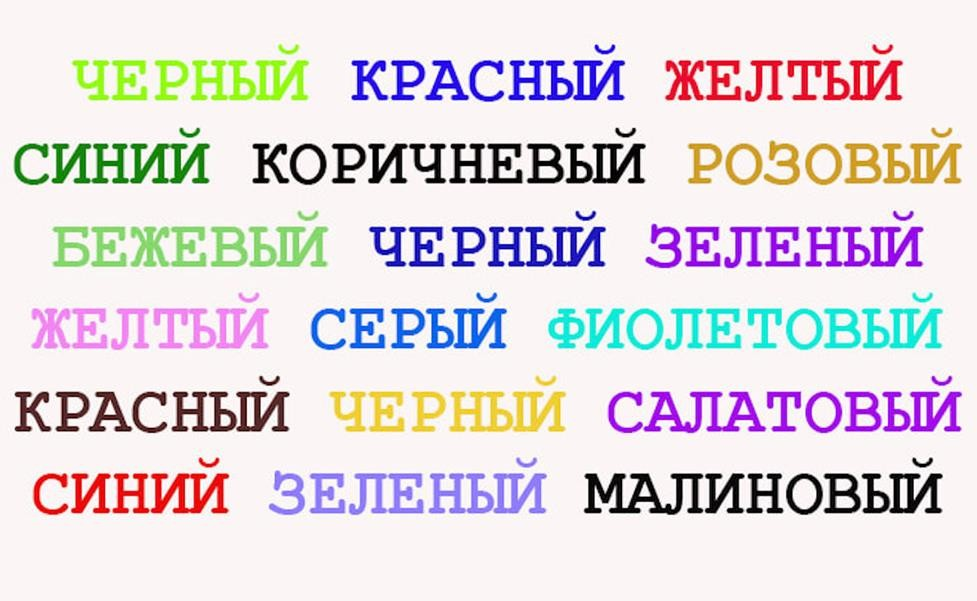 ЧЕРНЫЙ КРАСНЫЙ ЖЕЛТЫЙ
СИНИЙ КОРИЧНЕВЫЙ РОЗОВЫЙ
БЕЖЕВЫЙ ЧЕРНЫЙ ЗЕЛЕНЫЙ
ЖЕЛТЫЙ СЕРЫЙ ФИОЛЕТОВЫЙ
КРАСНЫЙ ЧЕРНЫЙ САЛАТОВЫЙ
СИНИЙ ЗЕЛЕНЫЙ МАЛИНОВЫЙ